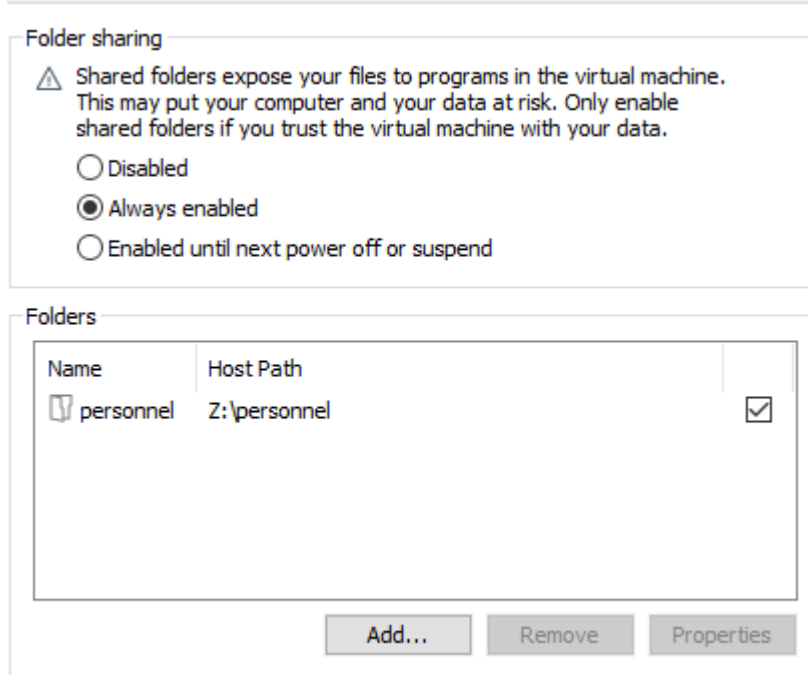 Folder sharing
Shared folders expose your files to programs in the virtual machine.
This may put your computer and your data at risk. Only enable
shared folders if you trust the virtual machine with your data.
Disabled
Always enabled
Enabled until next power off or suspend
Folders
Name Host Path
personnel Z:\personnel
Add... Remove Properties